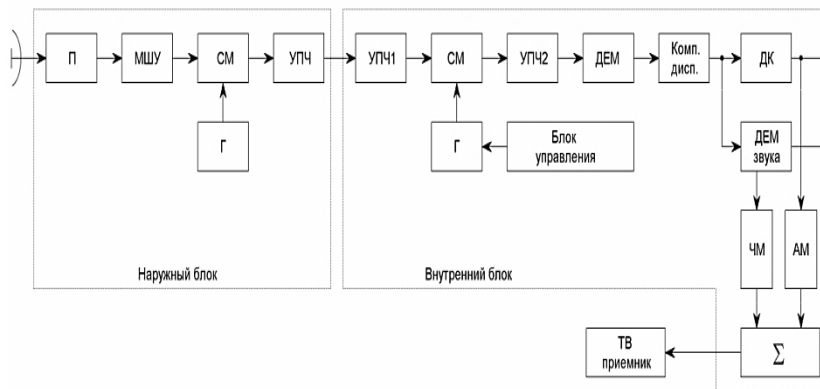 П
МШУ
СМ
УПЧ
УПЧ1
СМ
УПЧ2
ДЕМ
Комп.
дисп.
ДК
Г
Г
Блок
управления
ДЕМ
звука
ЧМ
АМ
Наружный блок
Внутренний блок
ТВ
приемник
Σ